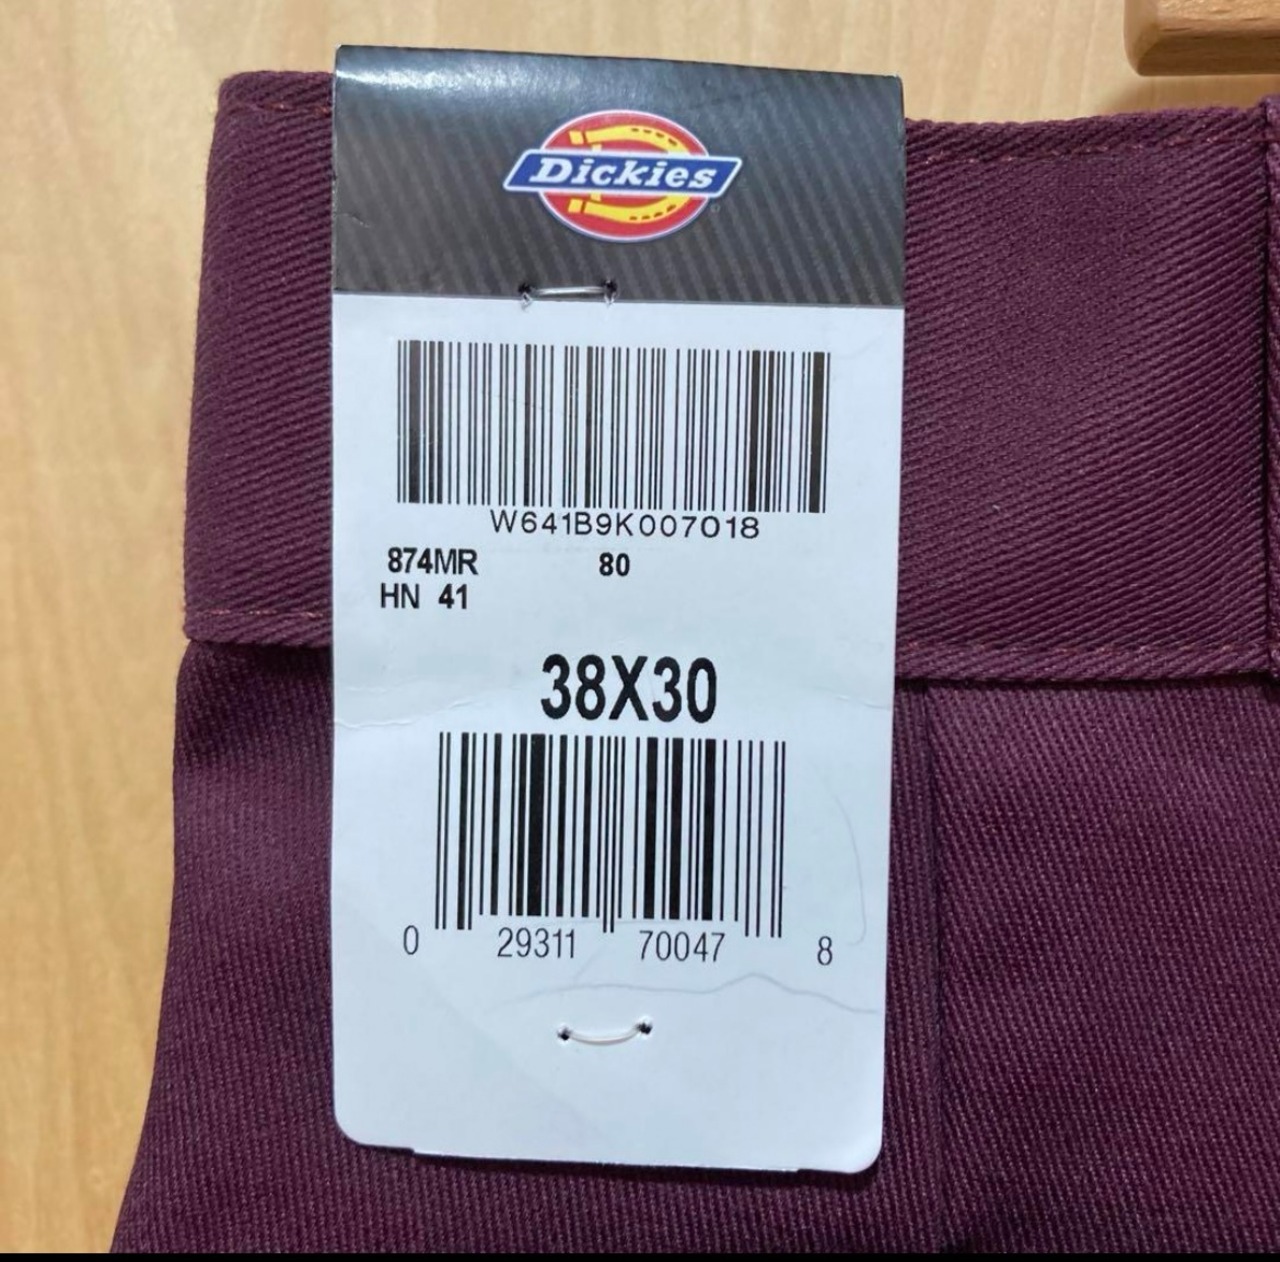 Dickies
W641B9K007018
874MR 80
HN 41
38X30
0 29311 70047 8